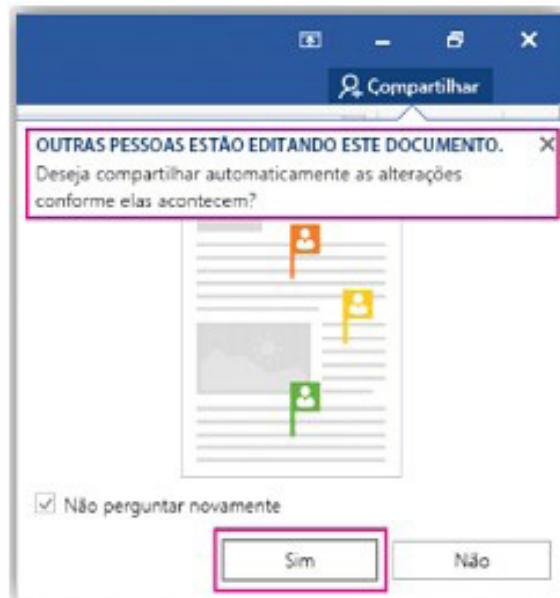 Compartilhar
OUTRAS PESSOAS ESTÃO EDITANDO ESTE DOCUMENTO.
Deseja compartilhar automaticamente as alterações
conforme elas acontecem?
Não perguntar novamente
Sim
Não